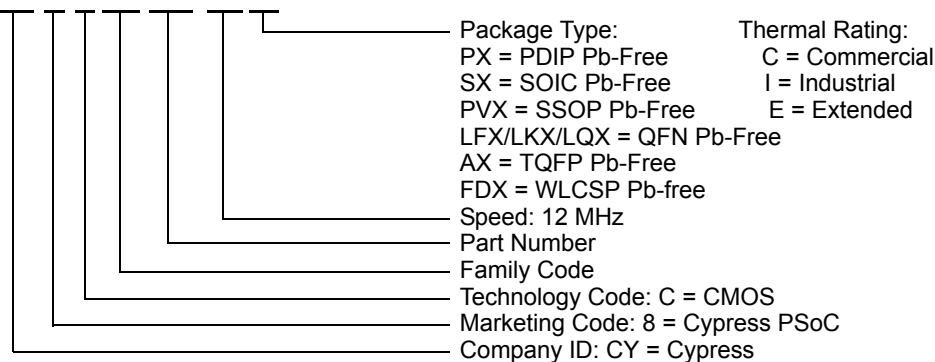 Package Type: Thermal Rating:
PX = PDIP Pb-Free C = Commercial
SX = SOIC Pb-Free I = Industrial
PVX = SSOP Pb-Free E = Extended
LFX/LKX/LQX = QFN Pb-Free
AX = TQFP Pb-Free
FDX = WLCSP Pb-free
Speed: 12 MHz
Part Number
Family Code
Technology Code: C = CMOS
Marketing Code: 8 = Cypress PSoC
Company ID: CY = Cypress